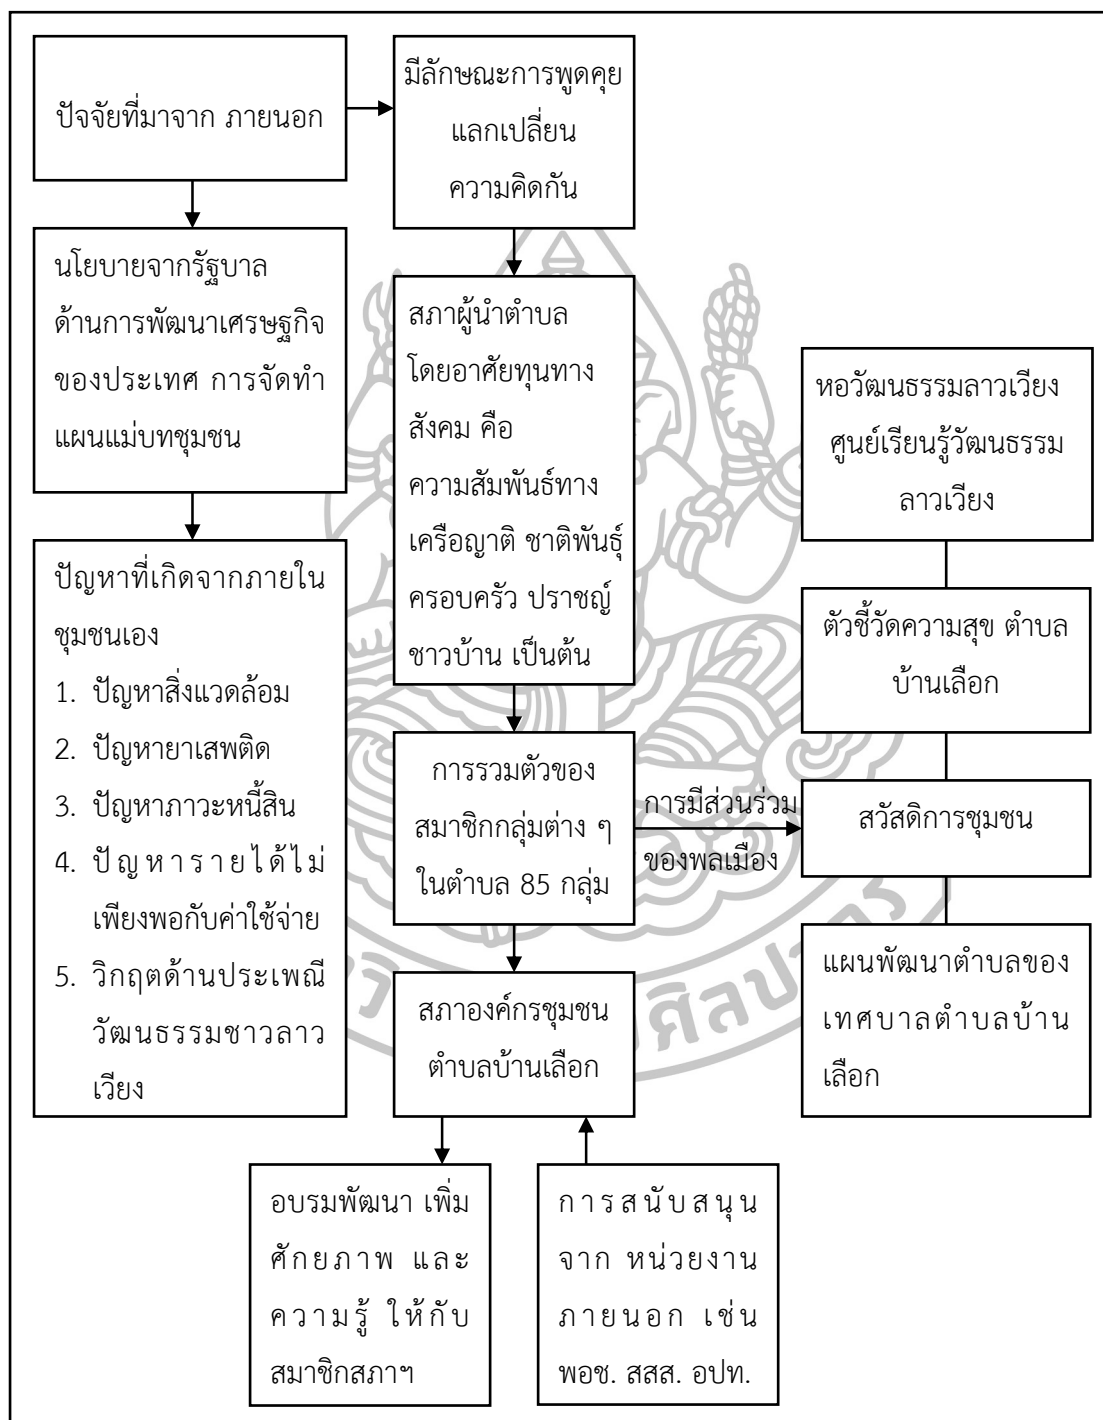 ปัจจัยที่มาจาก ภายนอก
มีลักษณะการพูดคุย
แลกเปลี่ยน
ความคิดกัน
นโยบายจากรัฐบาล
ด้านการพัฒนาเศรษฐกิจ
ของประเทศ การจัดทำ
แผนแม่บทชุมชน
สภาผู้นำตำบล
โดยอาศัยทุนทาง
สังคม คือ
ความสัมพันธ์ทาง
เครือญาติ ชาติพันธุ์
ครอบครัว ปราชญ์
ชาวบ้าน เป็นต้น
หอวัฒนธรรมลาวเวียง
ศูนย์เรียนรู้วัฒนธรรม
ลาวเวียง
ปัญหาที่เกิดจากภายใน
ชุมชนเอง
1. ปัญหาสิ่งแวดล้อม
2. ปัญหายาเสพติด
3. ปัญหาภาวะหนี้สิน
4. ปัญหารายได้ไม่
เพียงพอกับค่าใช้จ่าย
5. วิกฤตด้านประเพณี
วัฒนธรรมชาวลาว
เวียง
ตัวชี้วัดความสุข ตำบล
บ้านเลือก
การรวมตัวของ
สมาชิกกลุ่มต่าง ๆ
ในตำบล 85 กลุ่ม
การมีส่วนร่วม
ของพลเมือง
สวัสดิการชุมชน
สภาองค์กรชุมชน
ตำบลบ้านเลือก
แผนพัฒนาตำบลของ
เทศบาลตำบลบ้าน
เลือก
อบรมพัฒนา เพิ่ม
ศักยภาพ และ
ความรู้ ให้กับ
สมาชิกสภาฯ
การสนับสนุน
จาก หน่วยงาน
ภายนอก เช่น
พอช. สสส. อปท.